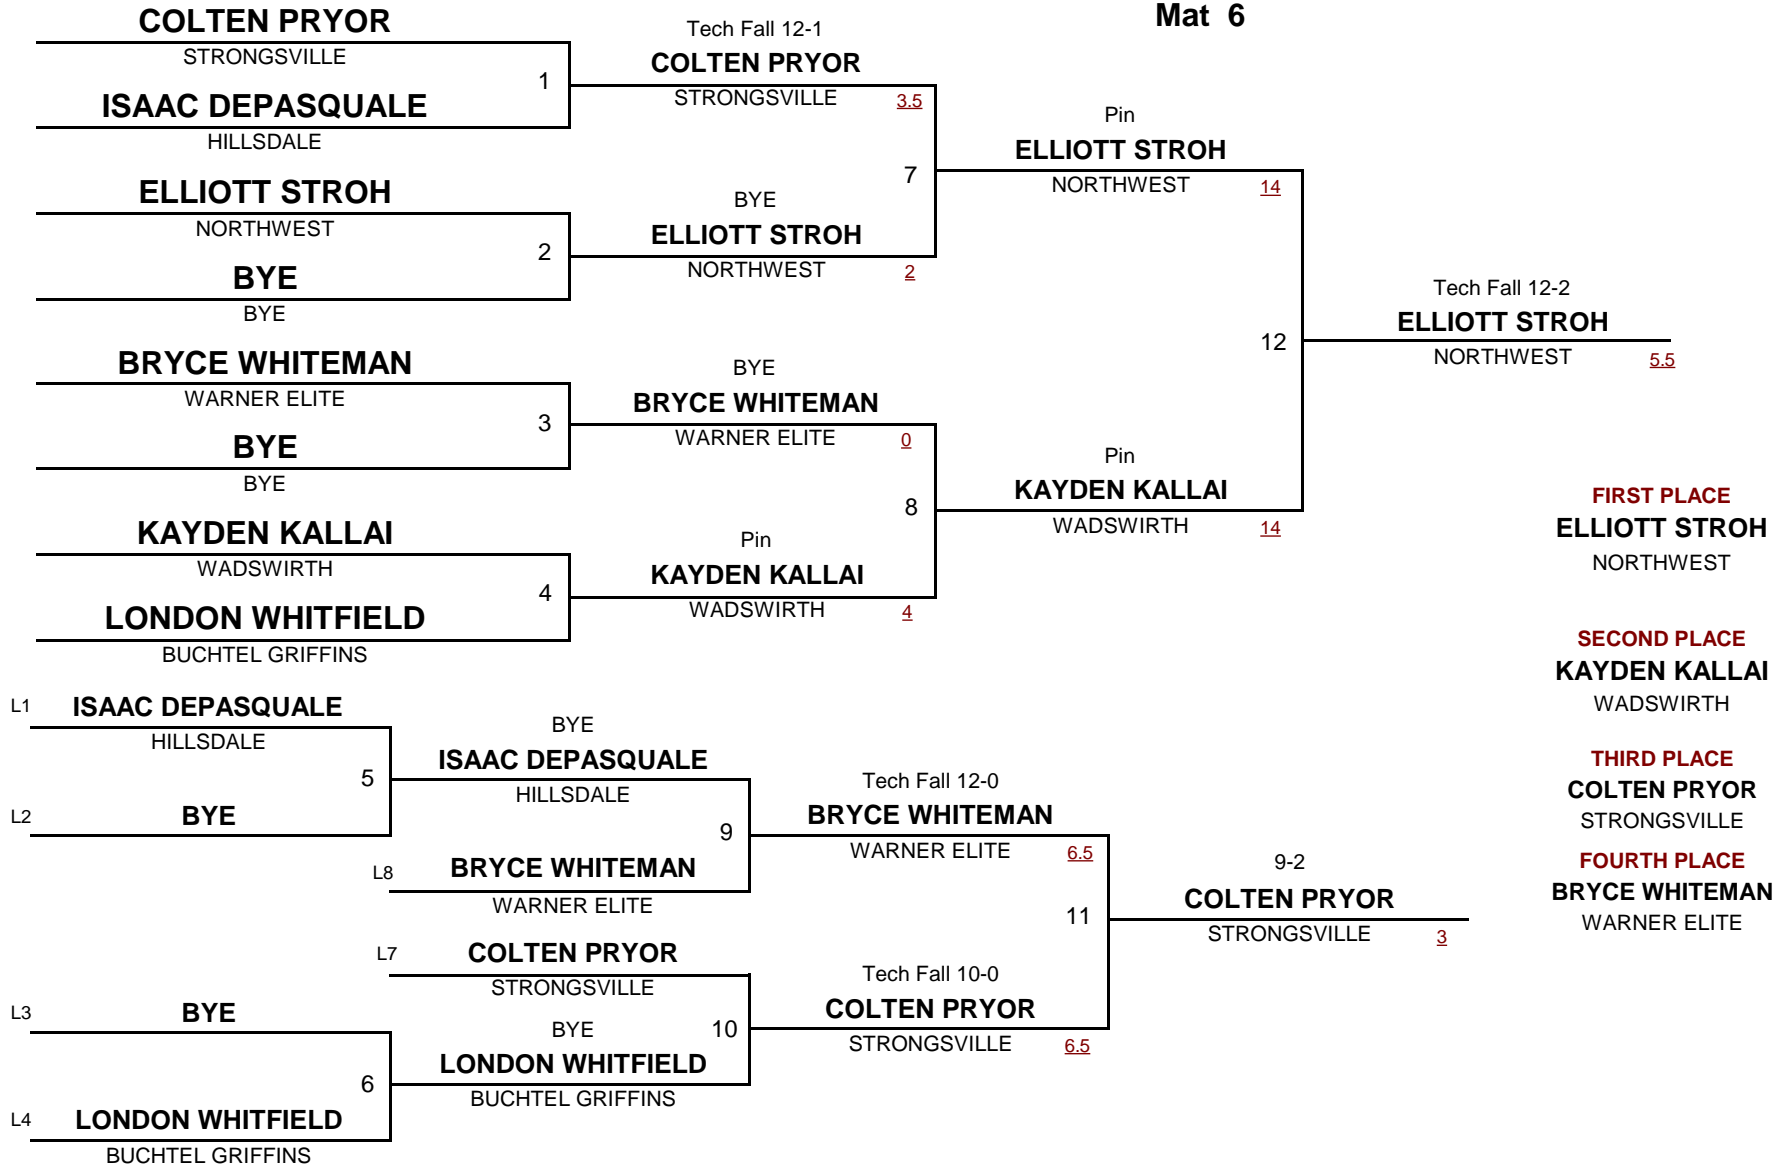 Mat 6
COLTEN PRYOR
STRONGSVILLE
1
ISAAC DEPASQUALE
HILLSDALE
ELLIOTT STROH
NORTHWEST
2
BYE
BYE
BRYCE WHITEMAN
WARNER ELITE
3
BYE
BYE
KAYDEN KALLAI
WADSWIRTH
4
LONDON WHITFIELD
BUCHTEL GRIFFINS
Tech Fall 12-1
COLTEN PRYOR
STRONGSVILLE 3.5
7
BYE
ELLIOTT STROH
NORTHWEST 2
BYE
BRYCE WHITEMAN
WARNER ELITE 0
8
Pin
KAYDEN KALLAI
WADSWIRTH 4
Pin
ELLIOTT STROH
NORTHWEST 14
12
Pin
KAYDEN KALLAI
WADSWIRTH 14
Tech Fall 12-2
ELLIOTT STROH
NORTHWEST 5.5
L1 ISAAC DEPASQUALE
HILLSDALE
5
L2 BYE
BYE
ISAAC DEPASQUALE
HILLSDALE
9
L8 BRYCE WHITEMAN
WARNER ELITE
L7 COLTEN PRYOR
STRONGSVILLE
10
BYE
LONDON WHITFIELD
BUCHTEL GRIFFINS
L3 BYE
6
L4 LONDON WHITFIELD
BUCHTEL GRIFFINS
Tech Fall 12-0
BRYCE WHITEMAN
WARNER ELITE 6.5
11
Tech Fall 10-0
COLTEN PRYOR
STRONGSVILLE 6.5
9-2
COLTEN PRYOR
STRONGSVILLE 3
FIRST PLACE
ELLIOTT STROH
NORTHWEST
SECOND PLACE
KAYDEN KALLAI
WADSWIRTH
THIRD PLACE
COLTEN PRYOR
STRONGSVILLE
FOURTH PLACE
BRYCE WHITEMAN
WARNER ELITE